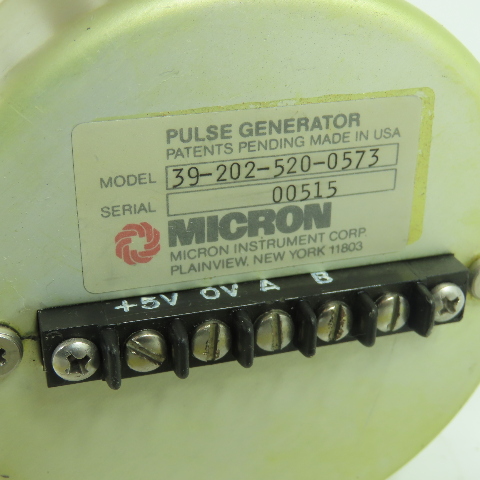 PULSE GENERATOR
PATENTS PENDING MADE IN USA
MODEL 39-202-520-0573
SERIAL 00515
MICRON
MICRON INSTRUMENT CORP.
PLAINVIEW, NEW YORK 11803
+5V 0V A B